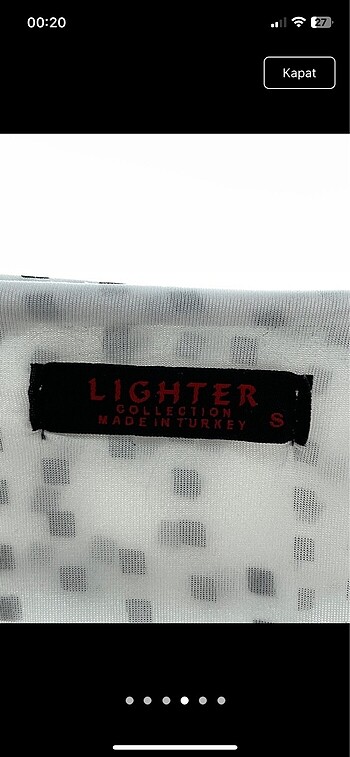 00:20
27
Kapat
LIGHTER
COLLECTION
MADE IN TURKEY
S